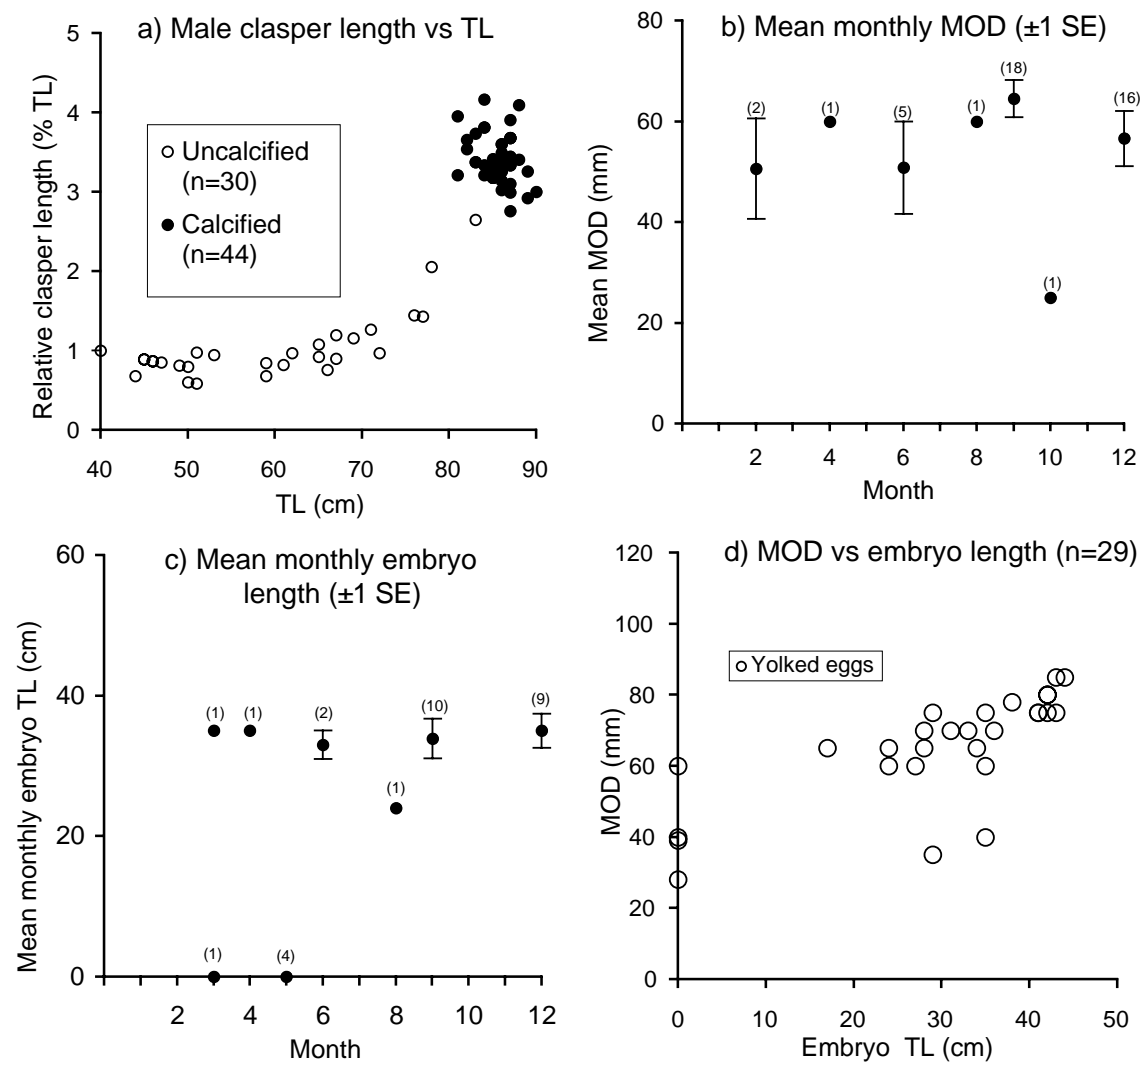 a) Male clasper length vs TL
Relative clasper length (% TL)
5
4
3
2
1
0
Uncalcified
(n=30)
Calcified
(n=44)
40 50 60 70 80 90
TL (cm)
b) Mean monthly MOD (±1 SE)
Mean MOD (mm)
80
60
40
20
0
(2)
(1)
(5)
(1)
(18)
(1)
(16)
2 4 6 8 10 12
Month
c) Mean monthly embryo
length (±1 SE)
Mean monthly embryo TL (cm)
60
40
20
0
(1)
(1)
(2)
(1)
(10)
(9)
(1)
(4)
2 4 6 8 10 12
Month
d) MOD vs embryo length (n=29)
MOD (mm)
120
100
80
60
40
20
0
Yolked eggs
0 10 20 30 40 50
Embryo TL (cm)